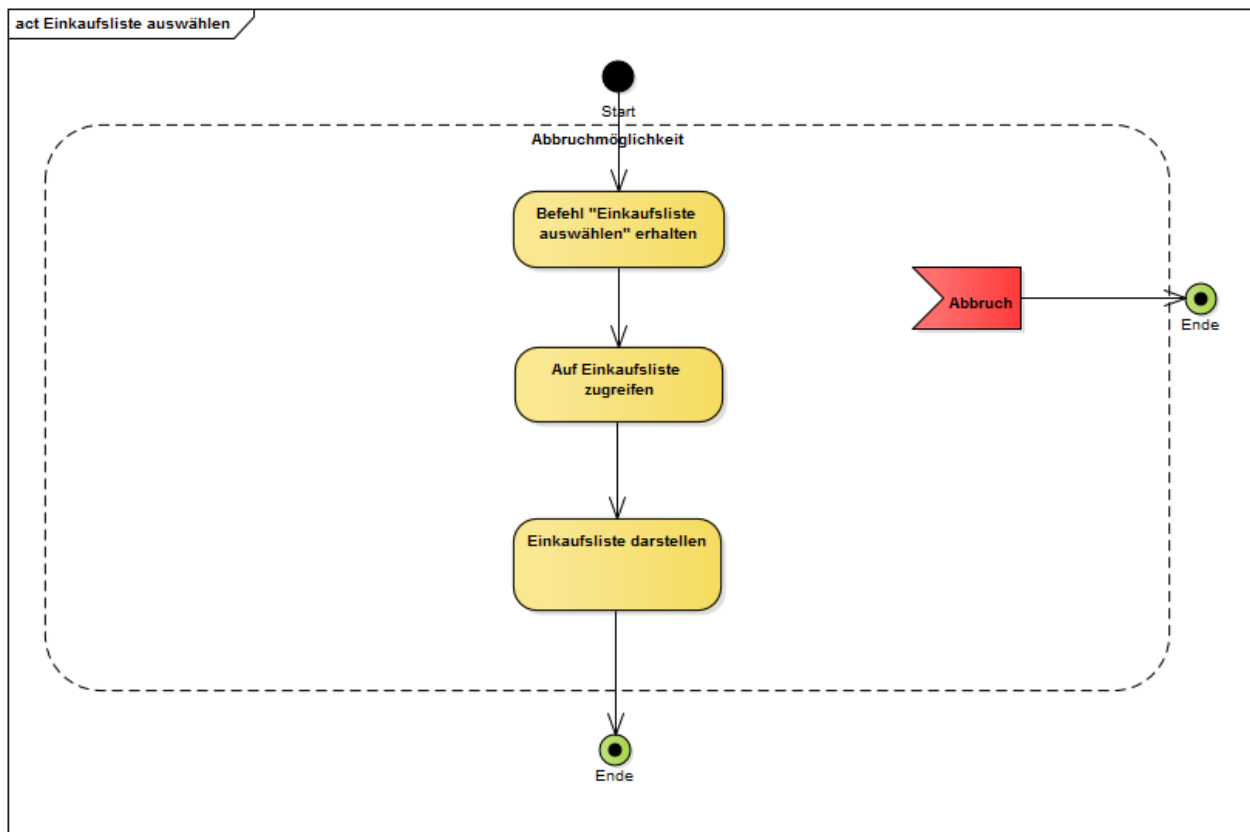 act Einkaufsliste auswählen
Start
Abbruchmöglichkeit
Befehl "Einkaufsliste
auswählen" erhalten
Abbruch
Ende
Auf Einkaufsliste
zugreifen
Einkaufsliste darstellen
Ende